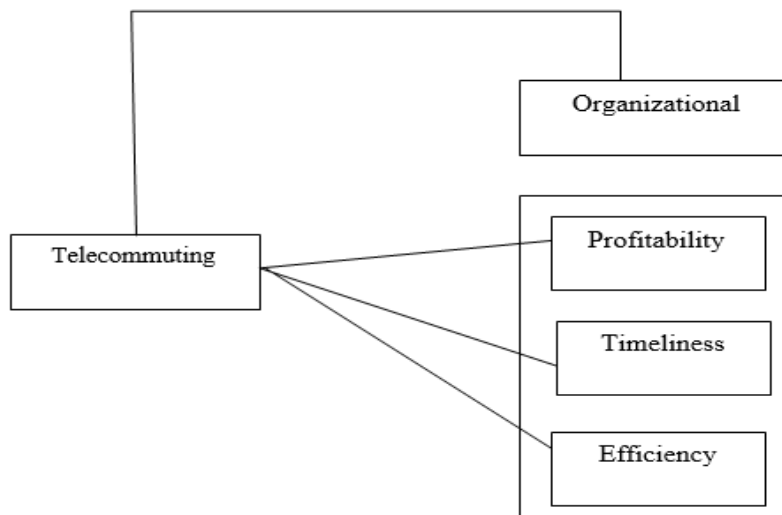 Organizational
Telecommuting
Profitability
Timeliness
Efficiency